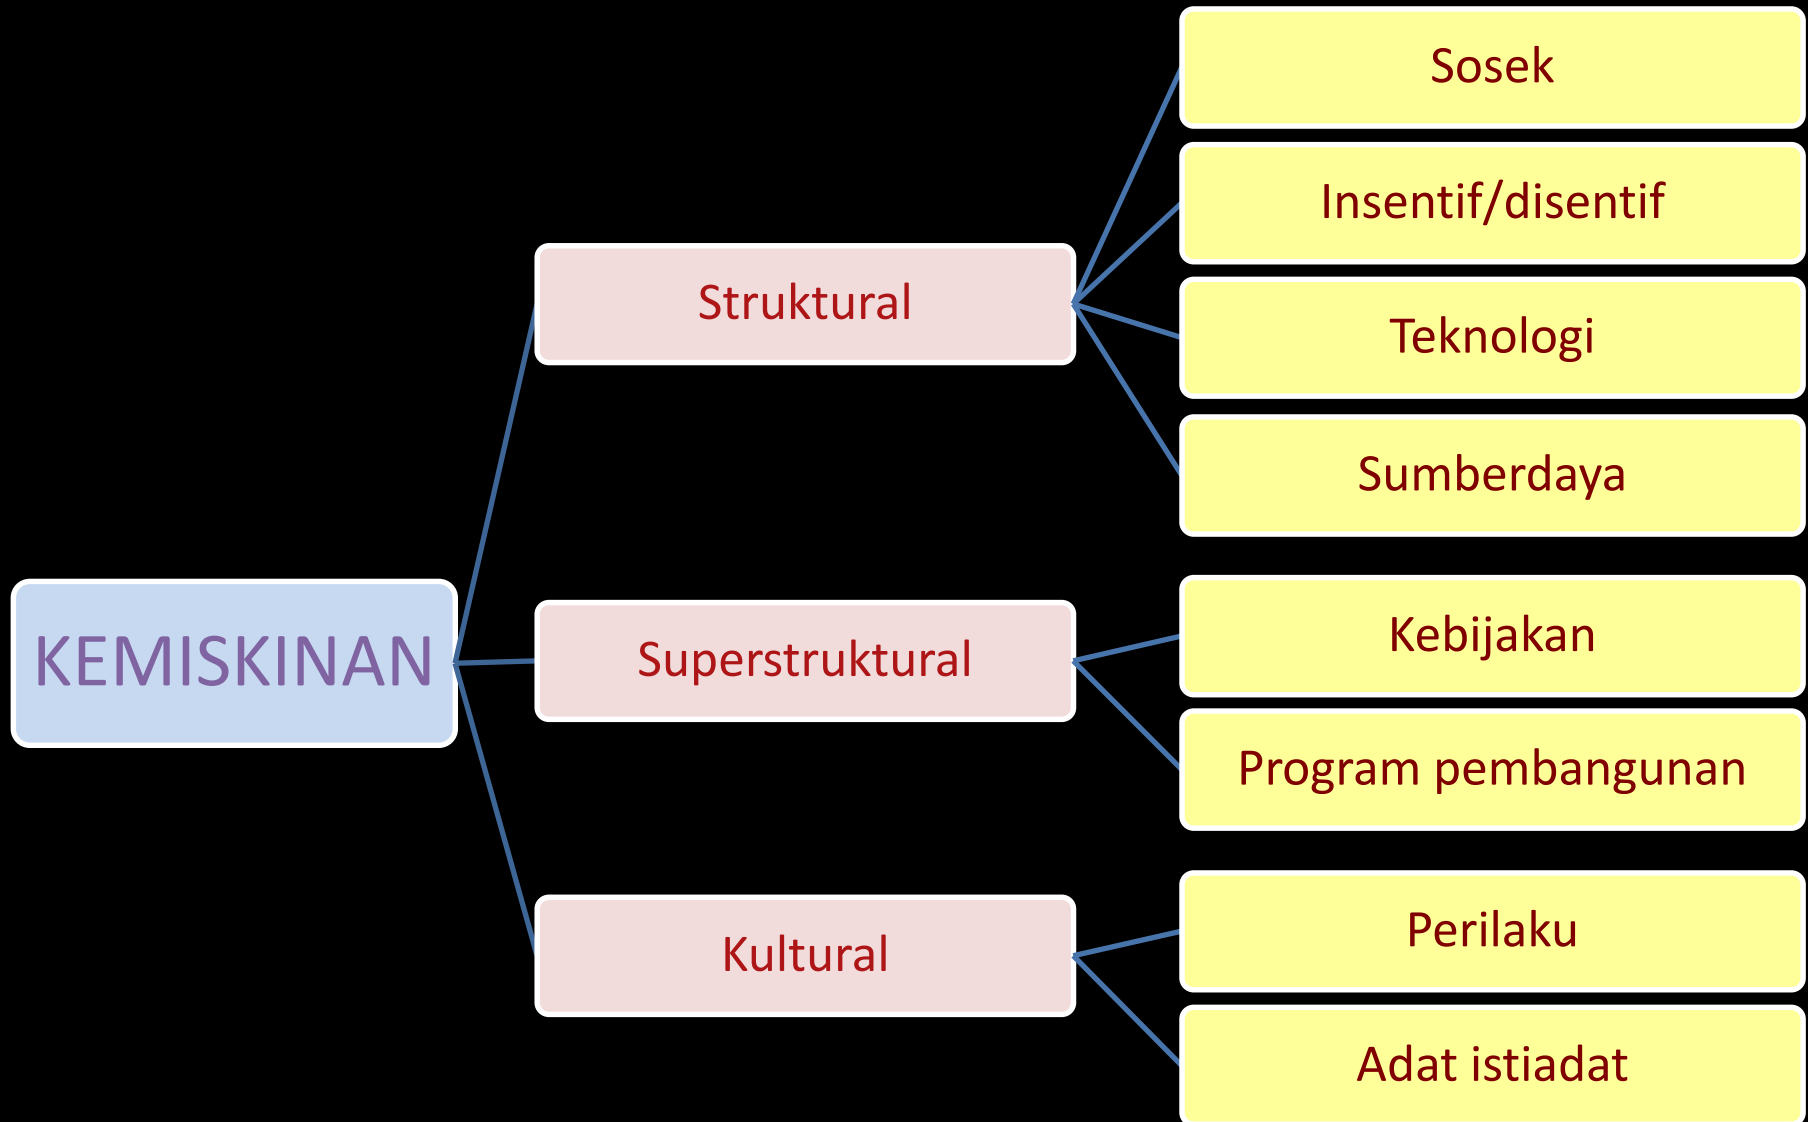 KEMISKINAN
Struktural
Sosek
Insentif/disentif
Teknologi
Sumberdaya
Superstruktural
Kebijakan
Program pembangunan
Kultural
Perilaku
Adat istiadat